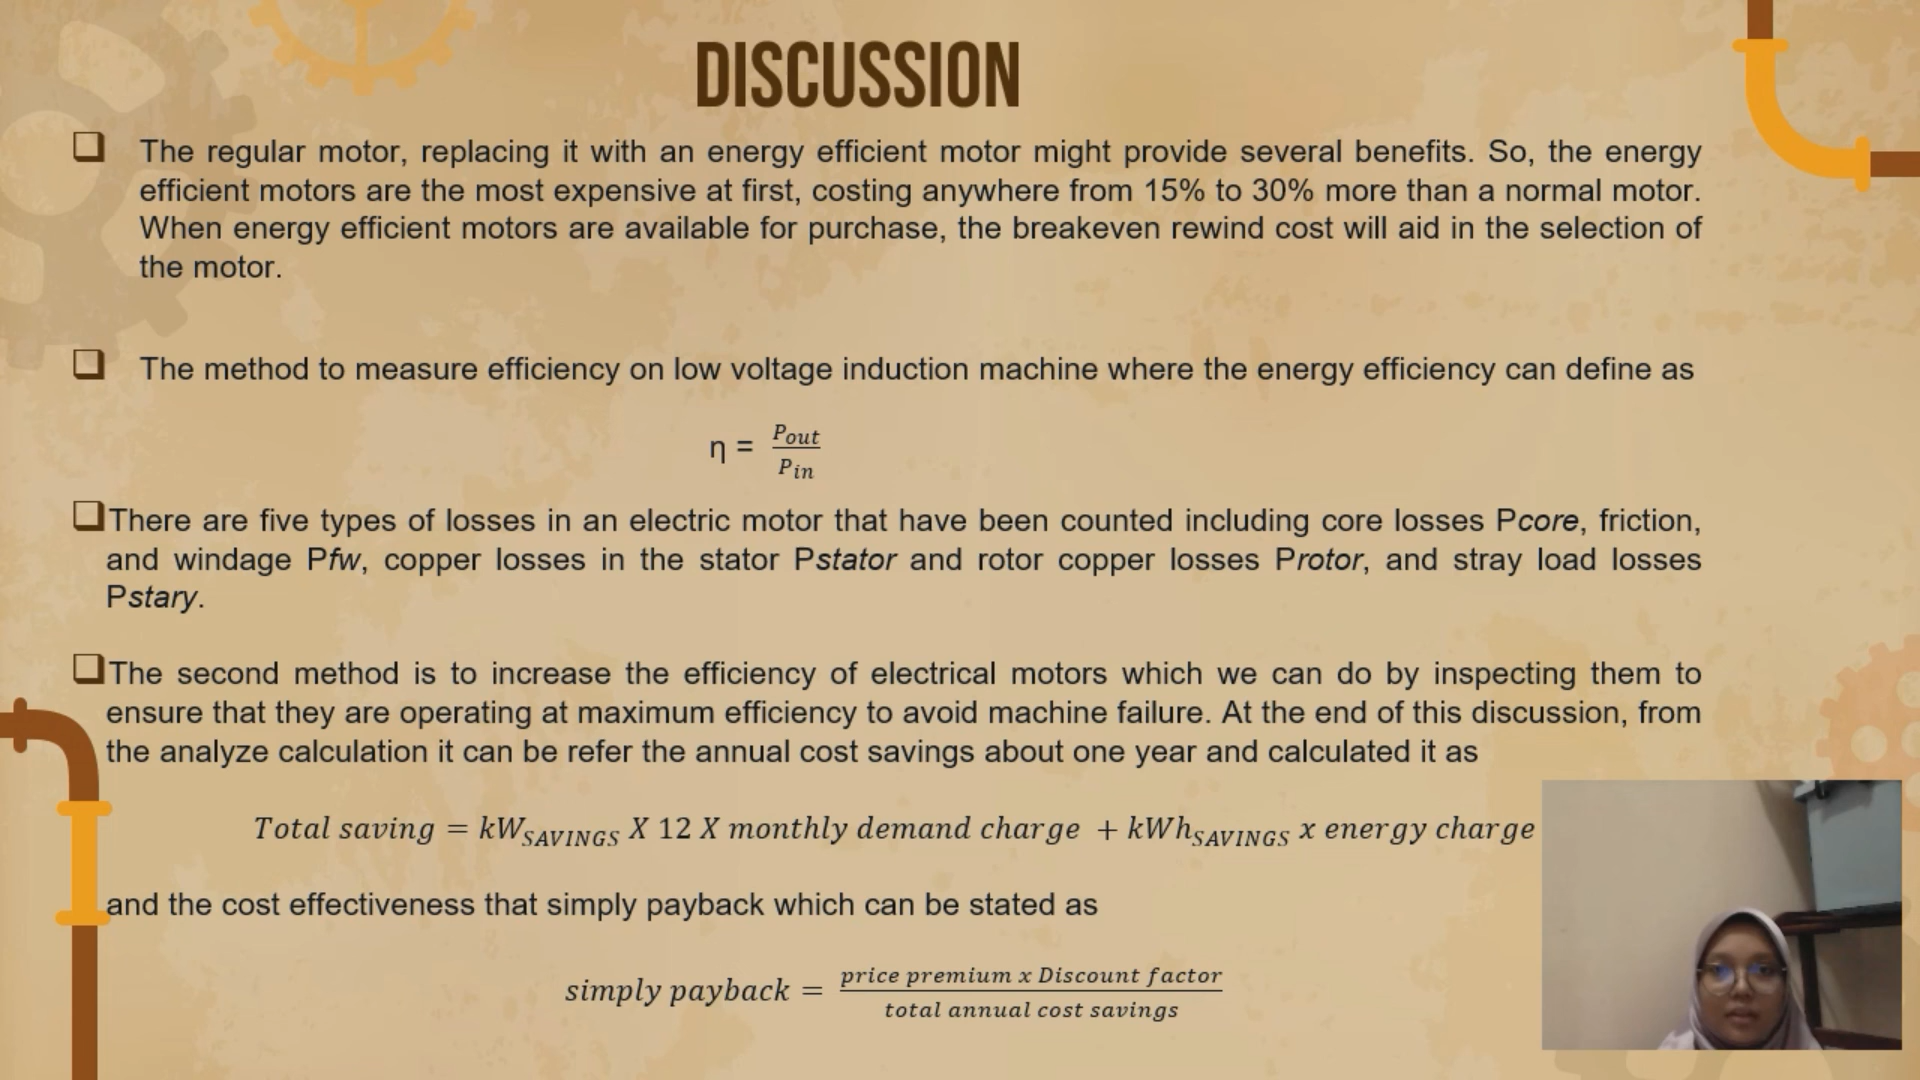 DISCUSSION
❑ The regular motor, replacing it with an energy efficient motor might provide several benefits. So, the energy
efficient motors are the most expensive at first, costing anywhere from 15% to 30% more than a normal motor.
When energy efficient motors are available for purchase, the breakeven rewind cost will aid in the selection of
the motor.
❑ The method to measure efficiency on low voltage induction machine where the energy efficiency can define as
η = P_out / P_in
❑ There are five types of losses in an electric motor that have been counted including core losses Pcore, friction,
and windage Pfw, copper losses in the stator Pstator and rotor copper losses Protor, and stray load losses
Pstary.
❑ The second method is to increase the efficiency of electrical motors which we can do by inspecting them to
ensure that they are operating at maximum efficiency to avoid machine failure. At the end of this discussion, from
the analyze calculation it can be refer the annual cost savings about one year and calculated it as
Total saving = kW_SAVINGS X 12 X monthly demand charge + kWh_SAVINGS x energy charge
and the cost effectiveness that simply payback which can be stated as
simply payback = price premium x Discount factor / total annual cost savings